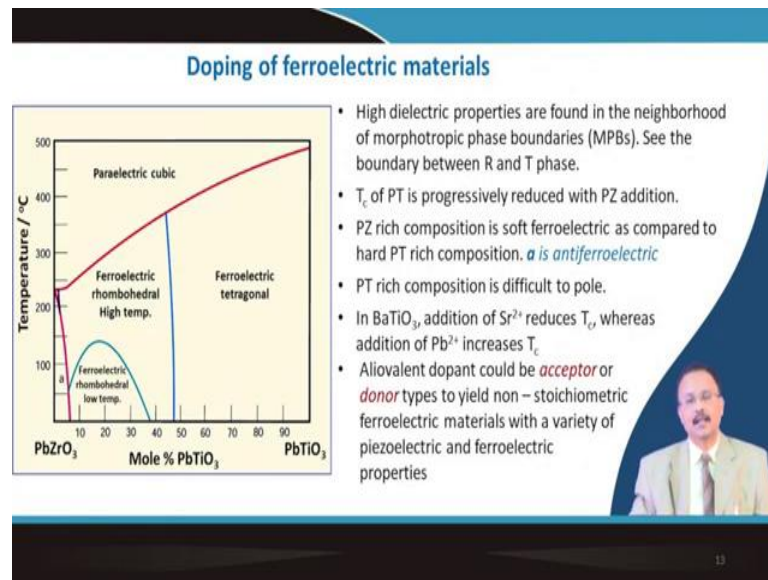 Doping of ferroelectric materials
500
400
300
200
100
Temperature / °C
Paraelectric cubic
Ferroelectric
rhombohedral
High temp.
Ferroelectric
tetragonal
a
Ferroelectric
rhombohedral
low temp.
10 20 30 40 50 60 70 80 90
PbZrO₃
Mole % PbTiO₃
PbTiO₃
• High dielectric properties are found in the neighborhood
of morphotropic phase boundaries (MPBs). See the
boundary between R and T phase.
• Tc of PT is progressively reduced with PZ addition.
• PZ rich composition is soft ferroelectric as compared to
hard PT rich composition. a is antiferroelectric
• PT rich composition is difficult to pole.
• In BaTiO₃, addition of Sr²⁺ reduces Tc, whereas
addition of Pb²⁺ increases Tc
• Aliovalent dopant could be acceptor or
donor types to yield non – stoichiometric
ferroelectric materials with a variety of
piezoelectric and ferroelectric
properties
13